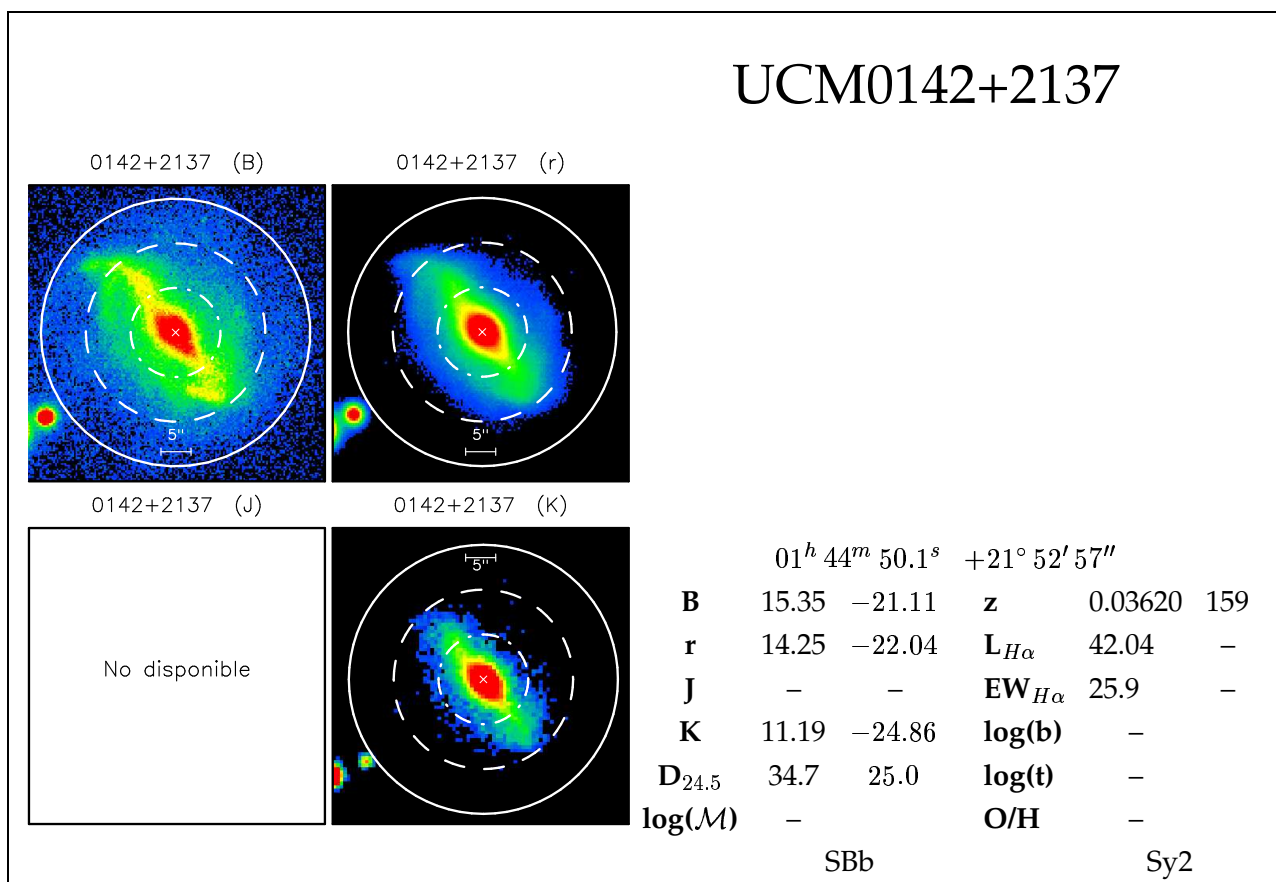 UCM0142+2137
0142+2137 (B)
0142+2137 (r)
5"
5"
0142+2137 (J)
0142+2137 (K)
No disponible
5"
01h 44m 50.1s +21° 52′ 57″
B 15.35 −21.11 z 0.03620 159
r 14.25 −22.04 LHα 42.04 –
J – – EWHα 25.9 –
K 11.19 −24.86 log(b) –
D24.5 34.7 25.0 log(t) –
log(M) – O/H –
SBb Sy2